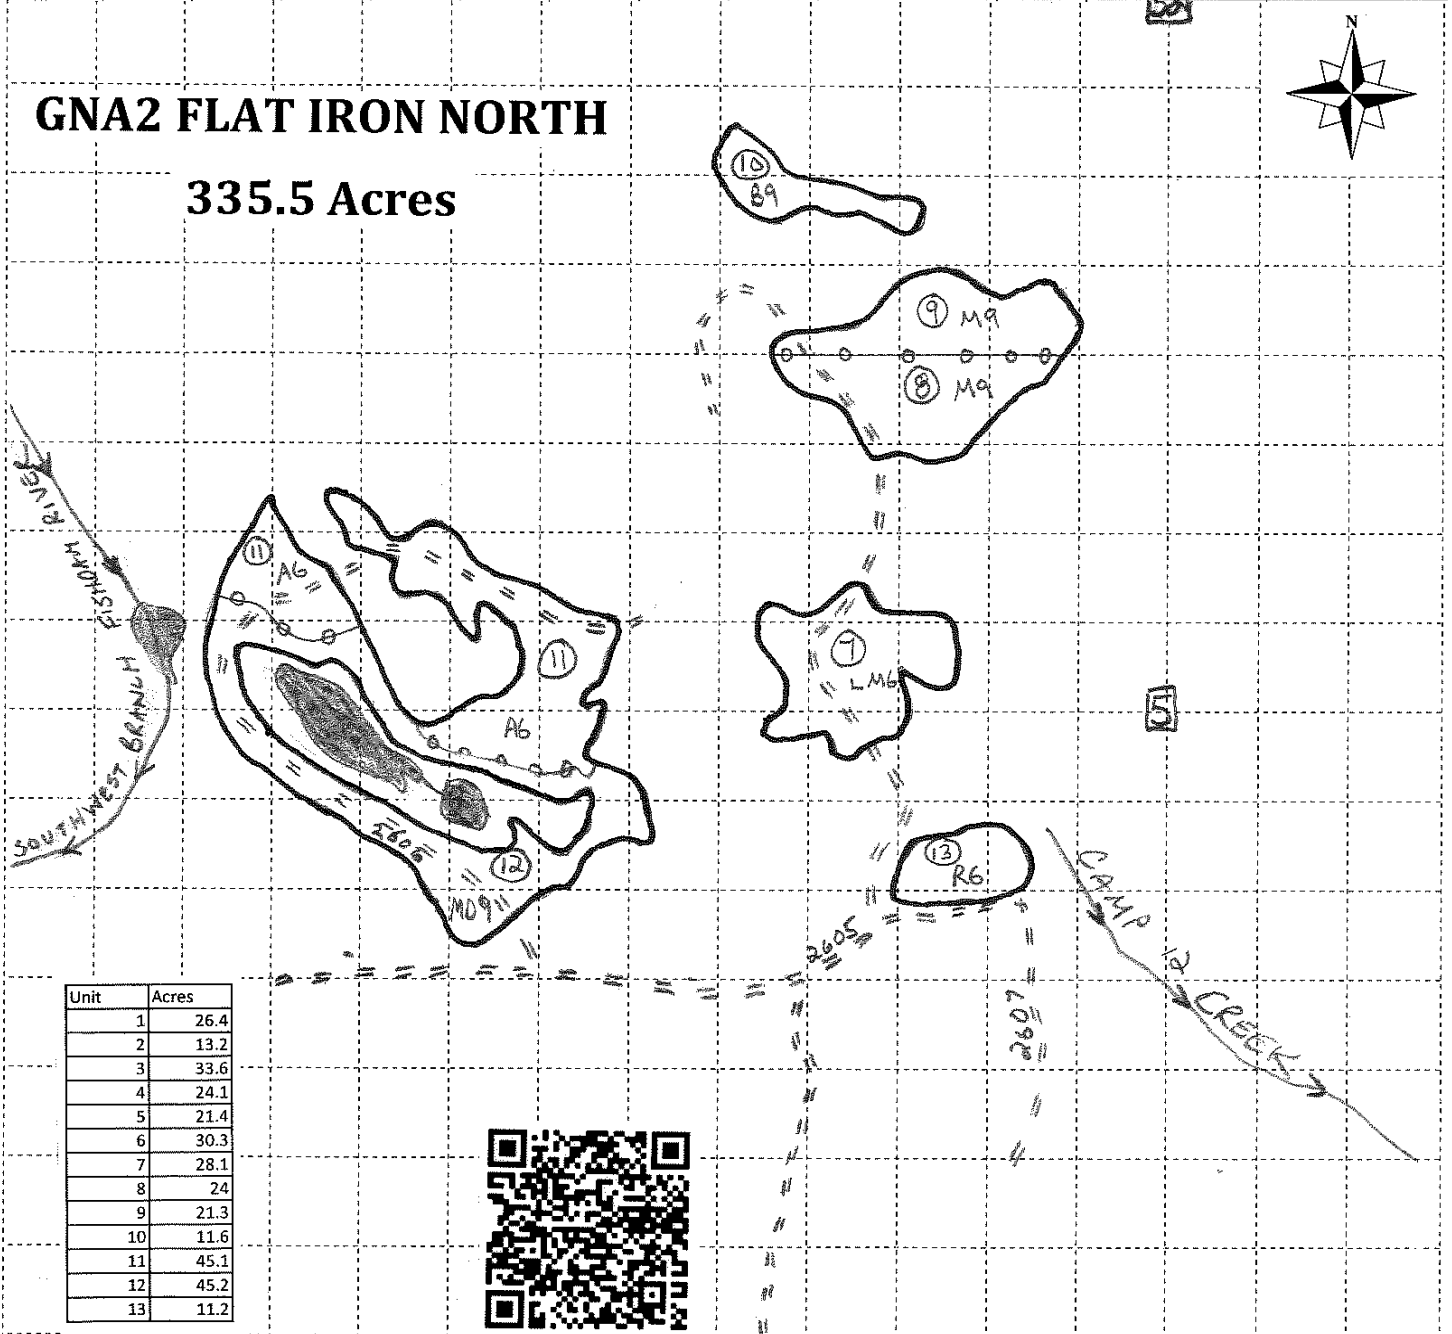 N
GNA2 FLAT IRON NORTH
335.5 Acres
10
B9
9 M9
8 M9
RIVER
FISHORN
SOUTHWEST BRANCH
11
A6
11
A6
7
LM6
5
13
R6
2606
12
MD9
CAMP 12 CREEK
2605
2607
Unit Acres
1 26.4
2 13.2
3 33.6
4 24.1
5 21.4
6 30.3
7 28.1
8 24
9 21.3
10 11.6
11 45.1
12 45.2
13 11.2